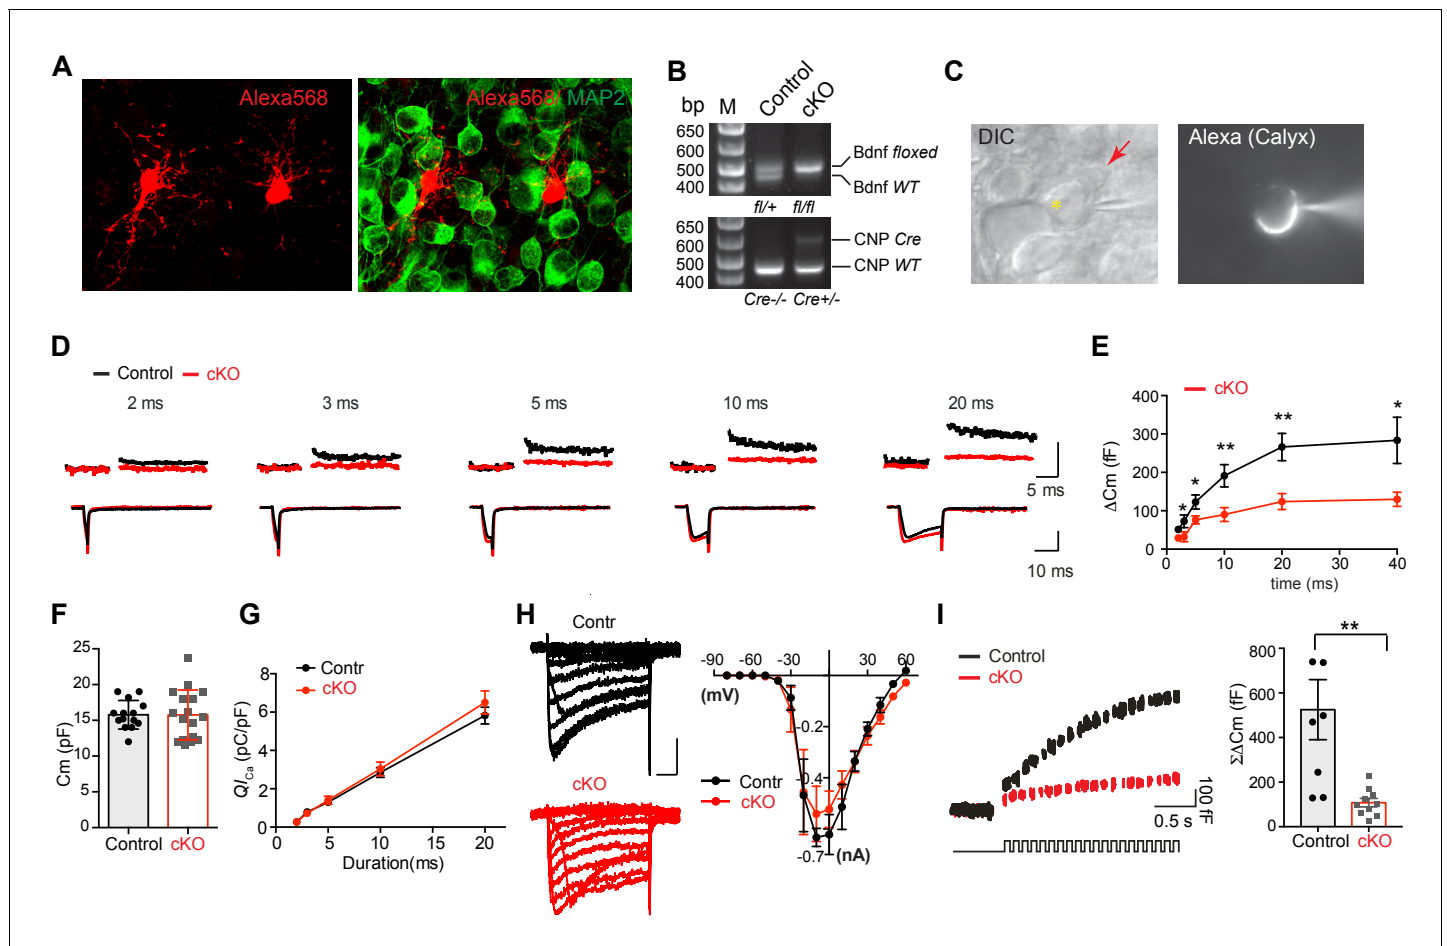 A
Alexa568
Alexa568/ MAP2
B
Control
cKO
bp
M
650
600
500
400
Bdnf floxed
Bdnf WT
fl/+
fl/fl
650
600
500
400
CNP Cre
CNP WT
Cre-/-
Cre+/-
C
DIC
*
Alexa (Calyx)
D
Control
cKO
2 ms
3 ms
5 ms
10 ms
20 ms
5 ms
10 ms
E
cKO
400
300
200
100
0
ΔCm (fF)
* * ** ** *
0
10
20
30
40
time (ms)
F
25
20
15
10
5
0
Cm (pF)
Control
cKO
G
Contr
cKO
8
6
4
2
0
QICa (pC/pF)
0
5
10
15
20
Duration(ms)
H
Contr
cKO
-90
-60
-30
30
60
(mV)
-0.2
-0.4
-0.7
(nA)
Contr
cKO
I
Control
cKO
100 fF
0.5 s
**
800
600
400
200
0
ΣΔCm (fF)
Control
cKO